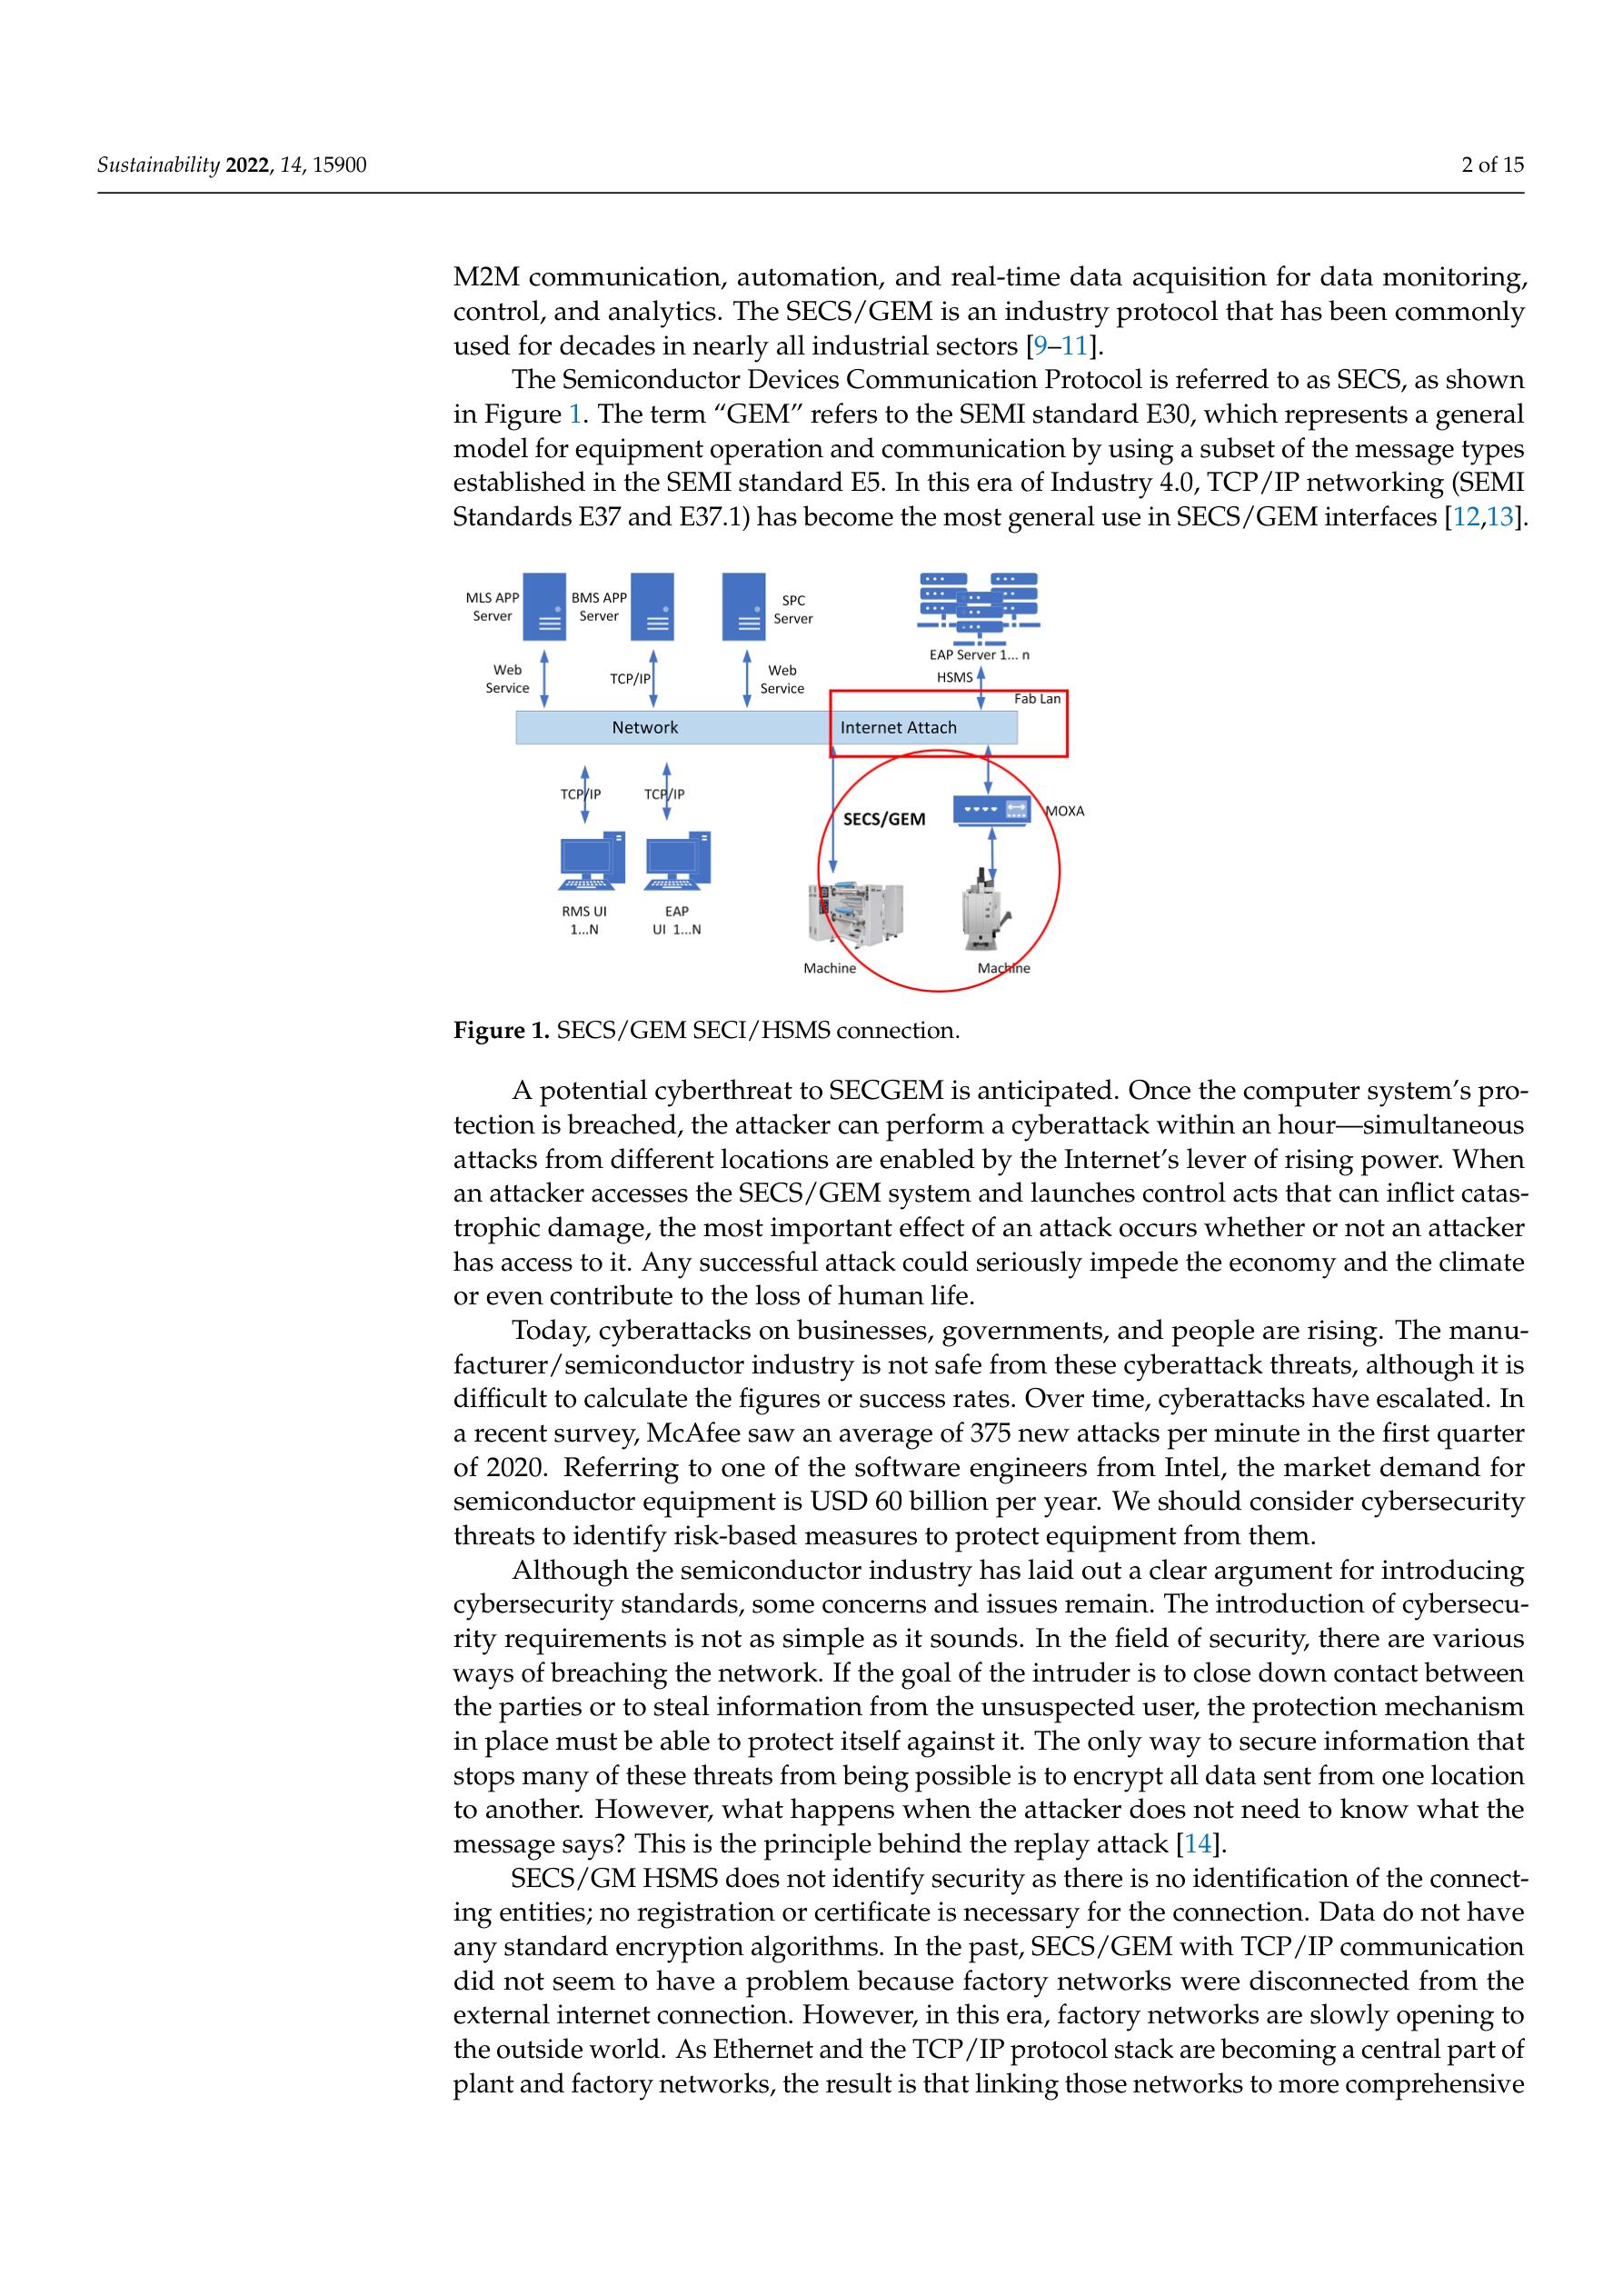 Sustainability 2022, 14, 15900
2 of 15
M2M communication, automation, and real-time data acquisition for data monitoring,
control, and analytics. The SECS/GEM is an industry protocol that has been commonly
used for decades in nearly all industrial sectors [9–11].
The Semiconductor Devices Communication Protocol is referred to as SECS, as shown
in Figure 1. The term “GEM” refers to the SEMI standard E30, which represents a general
model for equipment operation and communication by using a subset of the message types
established in the SEMI standard E5. In this era of Industry 4.0, TCP/IP networking (SEMI
Standards E37 and E37.1) has become the most general use in SECS/GEM interfaces [12,13].
MLS APP
Server
BMS APP
Server
SPC
Server
EAP Server 1... n
Web
Service
TCP/IP
Web
Service
HSMS
Fab Lan
Network
Internet Attach
TCP/IP
TCP/IP
SECS/GEM
MOXA
RMS UI
1...N
EAP
UI 1...N
Machine
Machine
Figure 1. SECS/GEM SECI/HSMS connection.
A potential cyberthreat to SECGEM is anticipated. Once the computer system’s pro-
tection is breached, the attacker can perform a cyberattack within an hour—simultaneous
attacks from different locations are enabled by the Internet’s lever of rising power. When
an attacker accesses the SECS/GEM system and launches control acts that can inflict catas-
trophic damage, the most important effect of an attack occurs whether or not an attacker
has access to it. Any successful attack could seriously impede the economy and the climate
or even contribute to the loss of human life.
Today, cyberattacks on businesses, governments, and people are rising. The manu-
facturer/semiconductor industry is not safe from these cyberattack threats, although it is
difficult to calculate the figures or success rates. Over time, cyberattacks have escalated. In
a recent survey, McAfee saw an average of 375 new attacks per minute in the first quarter
of 2020. Referring to one of the software engineers from Intel, the market demand for
semiconductor equipment is USD 60 billion per year. We should consider cybersecurity
threats to identify risk-based measures to protect equipment from them.
Although the semiconductor industry has laid out a clear argument for introducing
cybersecurity standards, some concerns and issues remain. The introduction of cybersecu-
rity requirements is not as simple as it sounds. In the field of security, there are various
ways of breaching the network. If the goal of the intruder is to close down contact between
the parties or to steal information from the unsuspected user, the protection mechanism
in place must be able to protect itself against it. The only way to secure information that
stops many of these threats from being possible is to encrypt all data sent from one location
to another. However, what happens when the attacker does not need to know what the
message says? This is the principle behind the replay attack [14].
SECS/GM HSMS does not identify security as there is no identification of the connect-
ing entities; no registration or certificate is necessary for the connection. Data do not have
any standard encryption algorithms. In the past, SECS/GEM with TCP/IP communication
did not seem to have a problem because factory networks were disconnected from the
external internet connection. However, in this era, factory networks are slowly opening to
the outside world. As Ethernet and the TCP/IP protocol stack are becoming a central part of
plant and factory networks, the result is that linking those networks to more comprehensive